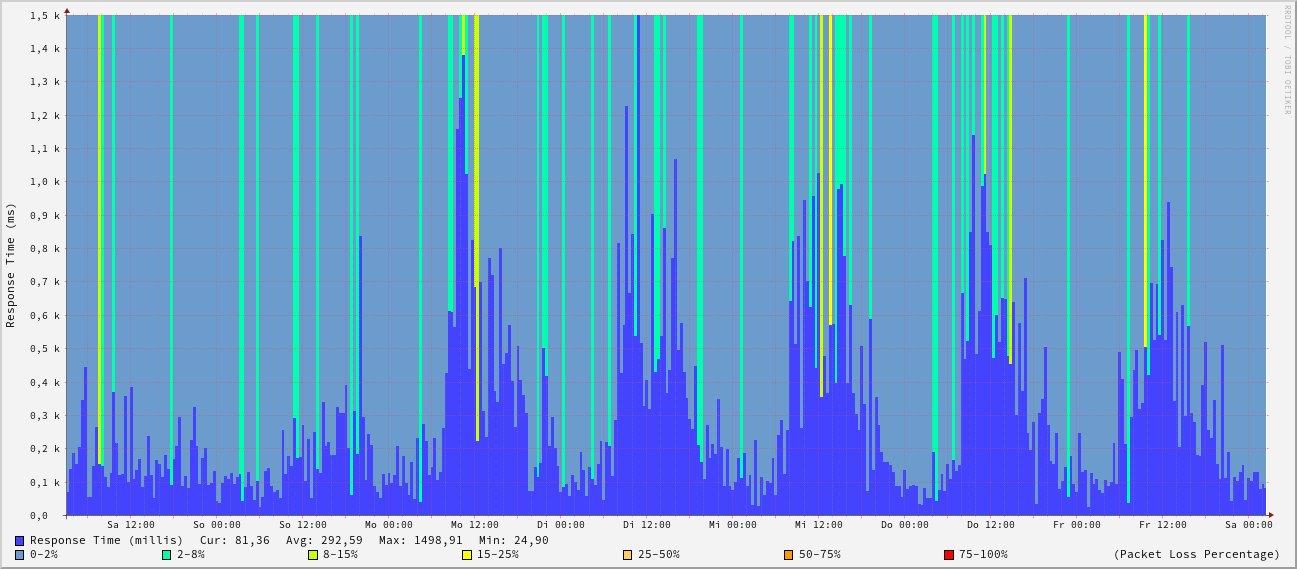 RRDTOOL / TOBI OETIKER
Response Time (ms)
1,5 k
1,4 k
1,3 k
1,2 k
1,1 k
1,0 k
0,9 k
0,8 k
0,7 k
0,6 k
0,5 k
0,4 k
0,3 k
0,2 k
0,1 k
0,0
Sa 12:00 So 00:00 So 12:00 Mo 00:00 Mo 12:00 Di 00:00 Di 12:00 Mi 00:00 Mi 12:00 Do 00:00 Do 12:00 Fr 00:00 Fr 12:00 Sa 00:00
Response Time (millis) Cur: 81,36 Avg: 292,59 Max: 1498,91 Min: 24,90
0-2% 2-8% 8-15% 15-25% 25-50% 50-75% 75-100% (Packet Loss Percentage)